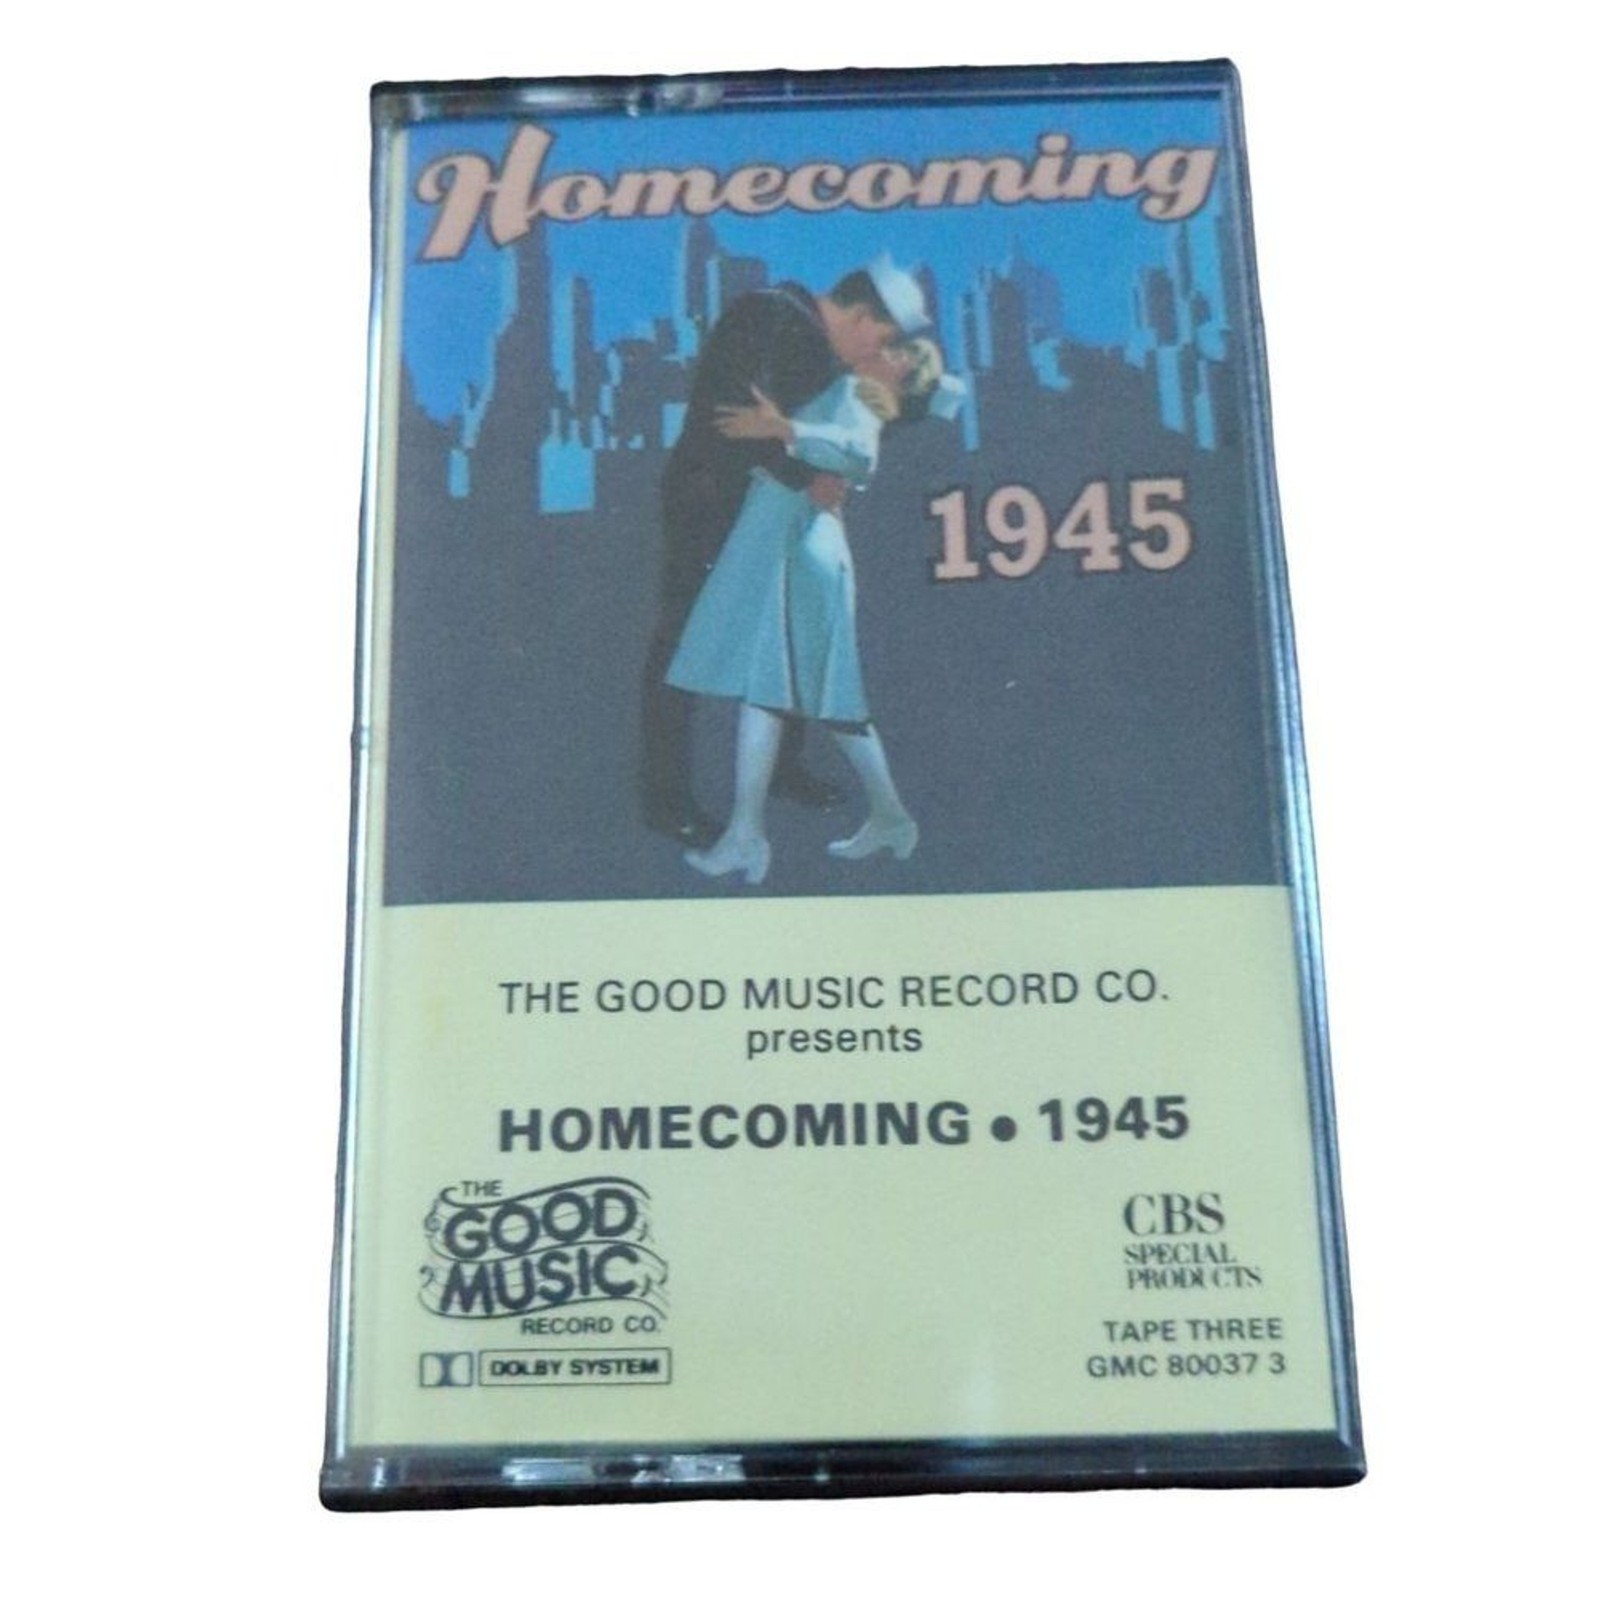 Homecoming
1945
THE GOOD MUSIC RECORD CO.
presents
HOMECOMING • 1945
THE
GOOD
MUSIC
RECORD CO.
DOLBY SYSTEM
CBS
SPECIAL
PRODUCTS
TAPE THREE
GMC 80037 3